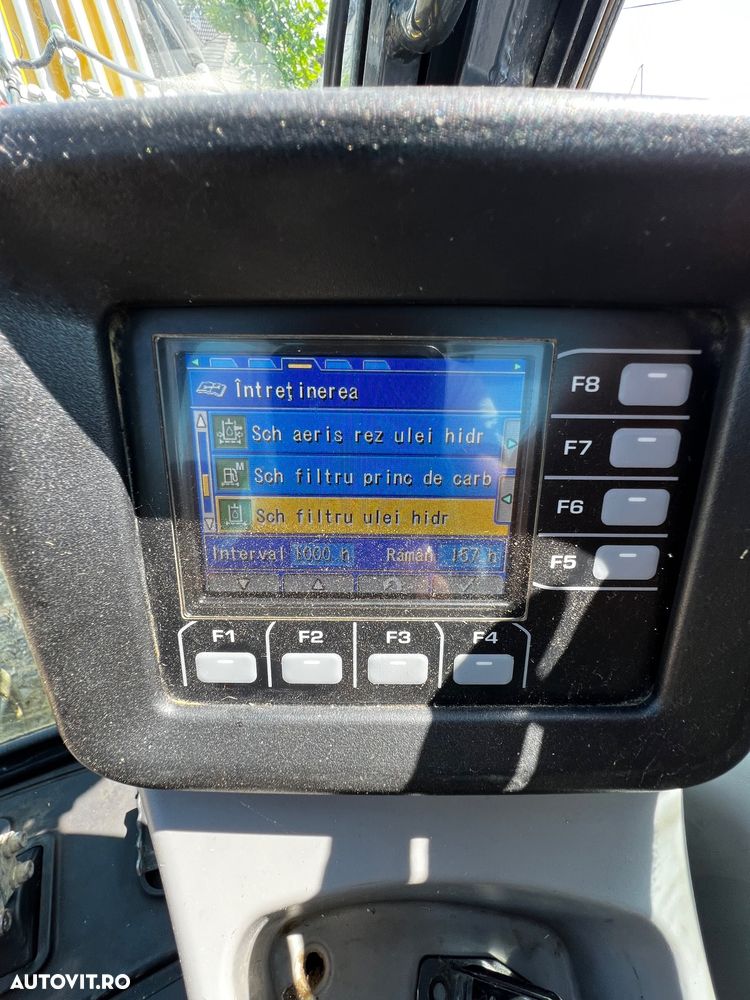 Întreţinerea
Sch aeris rez ulei hidr
M
Sch filtru princ de carb
Sch filtru ulei hidr
Interval 1000 h Rămân 157 h
F8
F7
F6
F5
F1 F2 F3 F4
AUTOVIT.RO